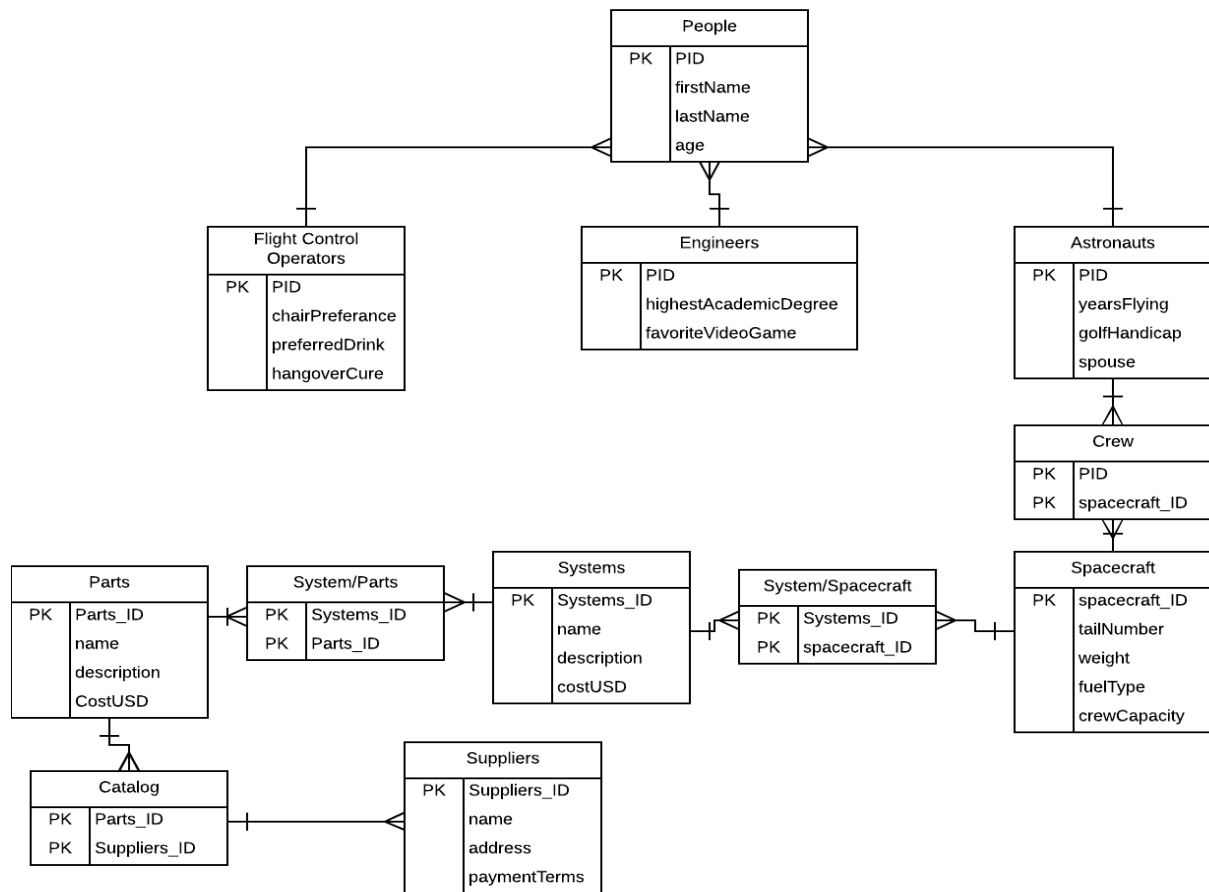 People
PK PID
firstName
lastName
age
Flight Control
Operators
PK PID
chairPreferance
preferredDrink
hangoverCure
Engineers
PK PID
highestAcademicDegree
favoriteVideoGame
Astronauts
PK PID
yearsFlying
golfHandicap
spouse
Crew
PK PID
PK spacecraft_ID
Parts
PK Parts_ID
name
description
CostUSD
System/Parts
PK Systems_ID
PK Parts_ID
Systems
PK Systems_ID
name
description
costUSD
System/Spacecraft
PK Systems_ID
PK spacecraft_ID
Spacecraft
PK spacecraft_ID
tailNumber
weight
fuelType
crewCapacity
Catalog
PK Parts_ID
PK Suppliers_ID
Suppliers
PK Suppliers_ID
name
address
paymentTerms